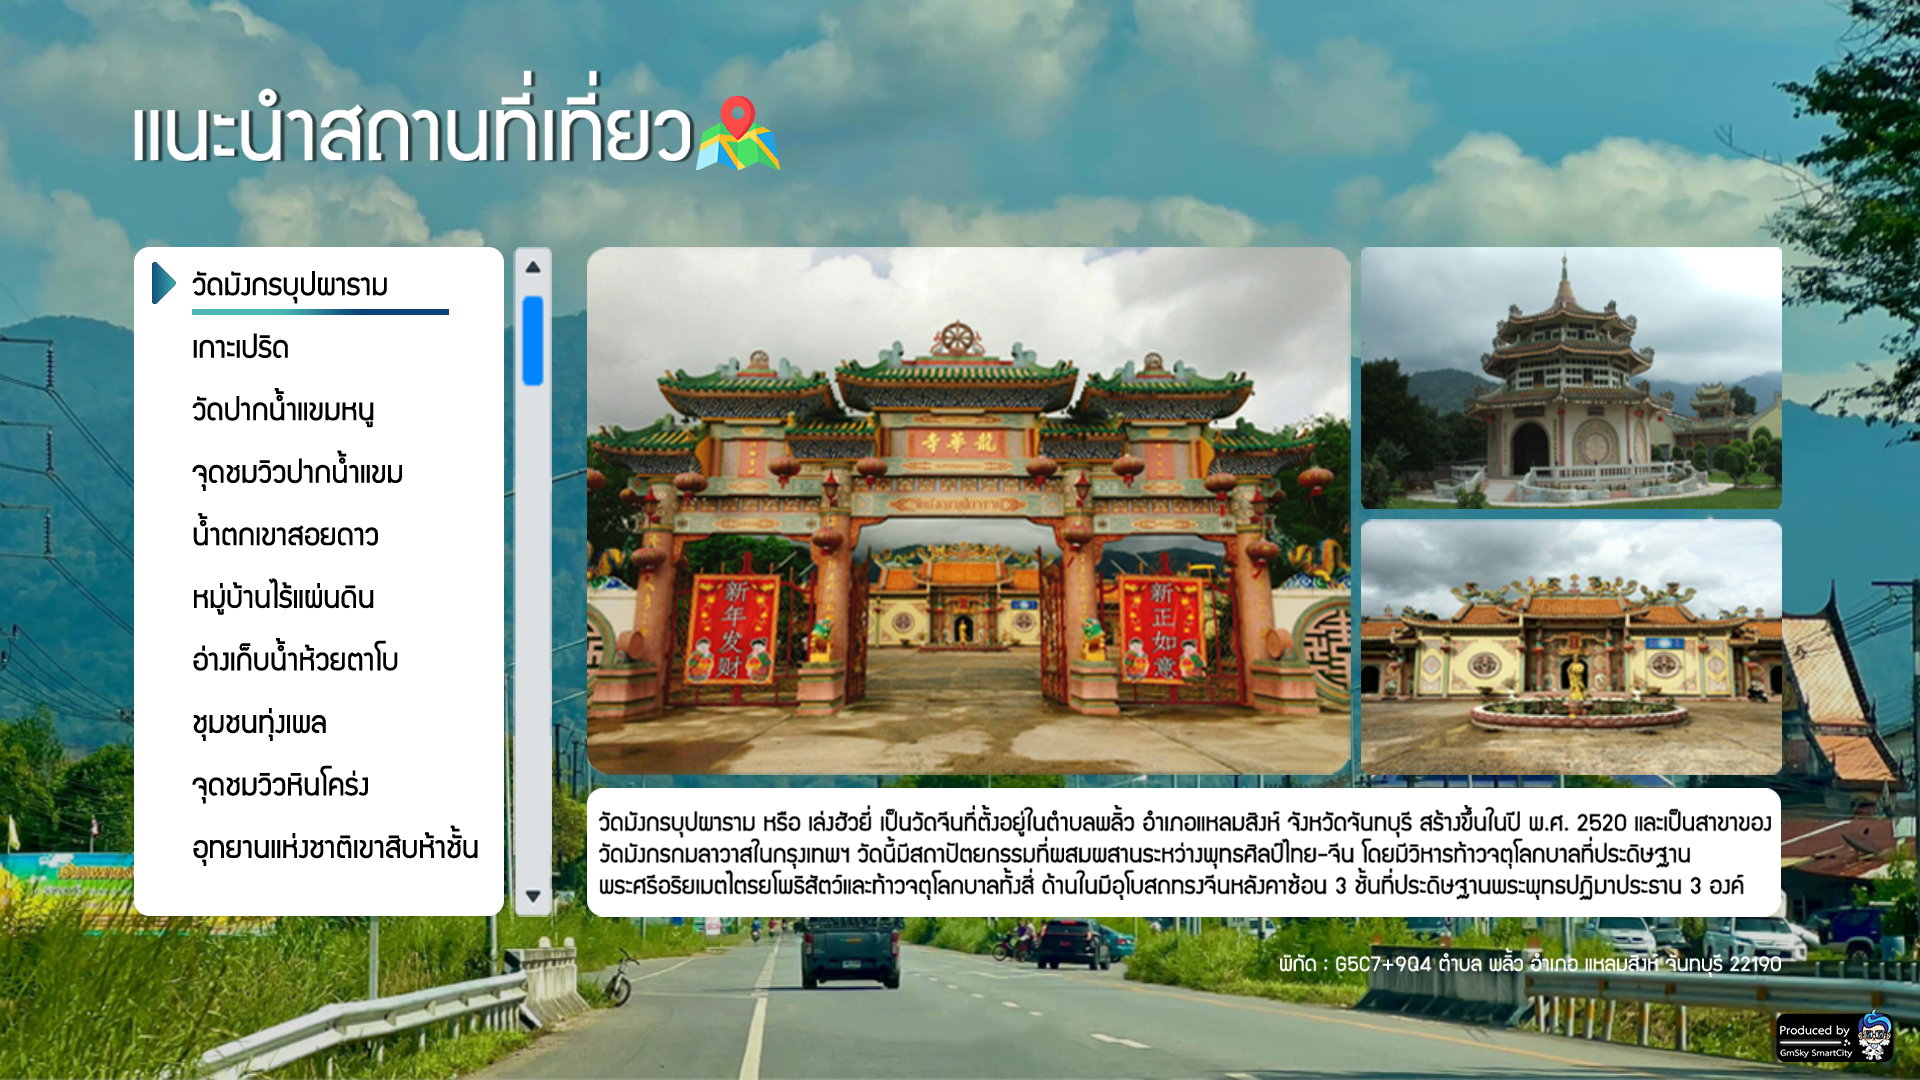 แนะนำสถานที่เที่ยว
วัดมังกรบุปผาราม
เกาะเปริด
วัดปากน้ำแขมหนู
จุดชมวิวปากน้ำแขม
น้ำตกเขาสอยดาว
หมู่บ้านไร้แผ่นดิน
อ่างเก็บน้ำห้วยตาโบ
ชุมชนทุ่งเพล
จุดชมวิวหินโคร่ง
อุทยานแห่งชาติเขาสิบห้าชั้น
寺華龍
新年发财
新正如意
วัดมังกรบุปผาราม หรือ เล่งฮัวยี่ เป็นวัดจีนที่ตั้งอยู่ในตำบลพลิ้ว อำเภอแหลมสิงห์ จังหวัดจันทบุรี สร้างขึ้นในปี พ.ศ. 2520 และเป็นสาขาของ
วัดมังกรกมลาวาสในกรุงเทพฯ วัดนี้มีสถาปัตยกรรมที่ผสมผสานระหว่างพุทธศิลป์ไทย-จีน โดยมีวิหารท้าวจตุโลกบาลที่ประดิษฐาน
พระศรีอริยเมตไตรยโพธิสัตว์และท้าวจตุโลกบาลทั้งสี่ ด้านในมีอุโบสถทรงจีนหลังคาซ้อน 3 ชั้นที่ประดิษฐานพระพุทธปฏิมาประธาน 3 องค์
พิกัด : G5C7+9Q4 ตำบล พลิ้ว อำเภอ แหลมสิงห์ จันทบุรี 22190
Produced by
GmSky SmartCity